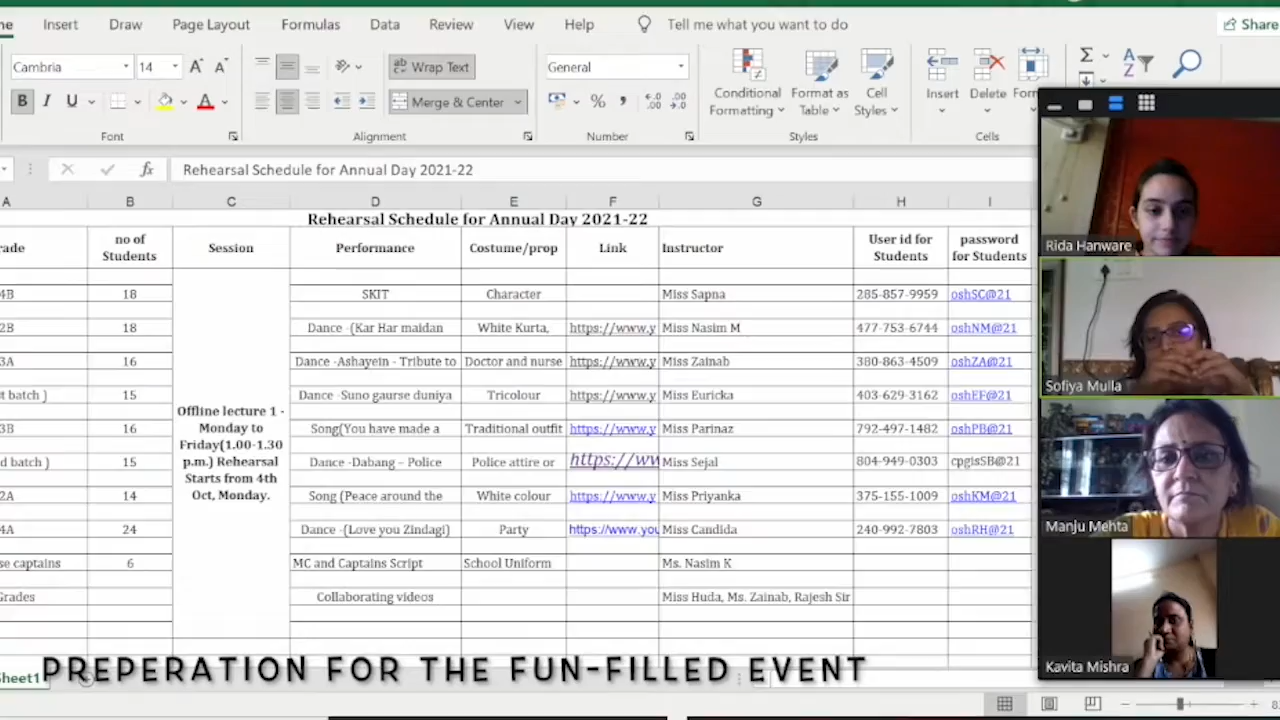 ne Insert Draw Page Layout Formulas Data Review View Help Tell me what you want to do Share
Cambria 14 A A Wrap Text General
B I U A Merge & Center % Conditional Formatting Format as Table Cell Styles Insert Delete Form
Font Alignment Number Styles Cells
fx Rehearsal Schedule for Annual Day 2021-22
A B C D E F G H I
Rehearsal Schedule for Annual Day 2021-22
rade no of Students Session Performance Costume/prop Link Instructor User id for Students password for Students
4B 18 SKIT Character Miss Sapna 285-857-9959 oshSC@21
2B 18 Dance -(Kar Har maidan White Kurta, https://www.y Miss Nasim M 477-753-6744 oshNM@21
3A 16 Dance -Ashayein - Tribute to Doctor and nurse https://www.y Miss Zainab 380-863-4509 oshZA@21
t batch ) 15 Dance -Suno gaurse duniya Tricolour https://www.y Miss Euricka 403-629-3162 oshEF@21
Offline lecture 1 -
Monday to
Friday(1.00-1.30
p.m.) Rehearsal
Starts from 4th
Oct, Monday.
3B 16 Song(You have made a Traditional outfit https://www.y Miss Parinaz 792-497-1482 oshPB@21
d batch ) 15 Dance -Dabang – Police Police attire or https://ww Miss Sejal 804-949-0303 cpgisSB@21
2A 14 Song (Peace around the White colour https://www.y Miss Priyanka 375-155-1009 oshKM@21
4A 24 Dance -(Love you Zindagi) Party https://www.you Miss Candida 240-992-7803 oshRH@21
se captains 6 MC and Captains Script School Uniform Ms. Nasim K
Grades Collaborating videos Miss Huda, Ms. Zainab, Rajesh Sir
Rida Hanware
Sofiya Mulla
Manju Mehta
Kavita Mishra
heet1
PREPERATION FOR THE FUN-FILLED EVENT